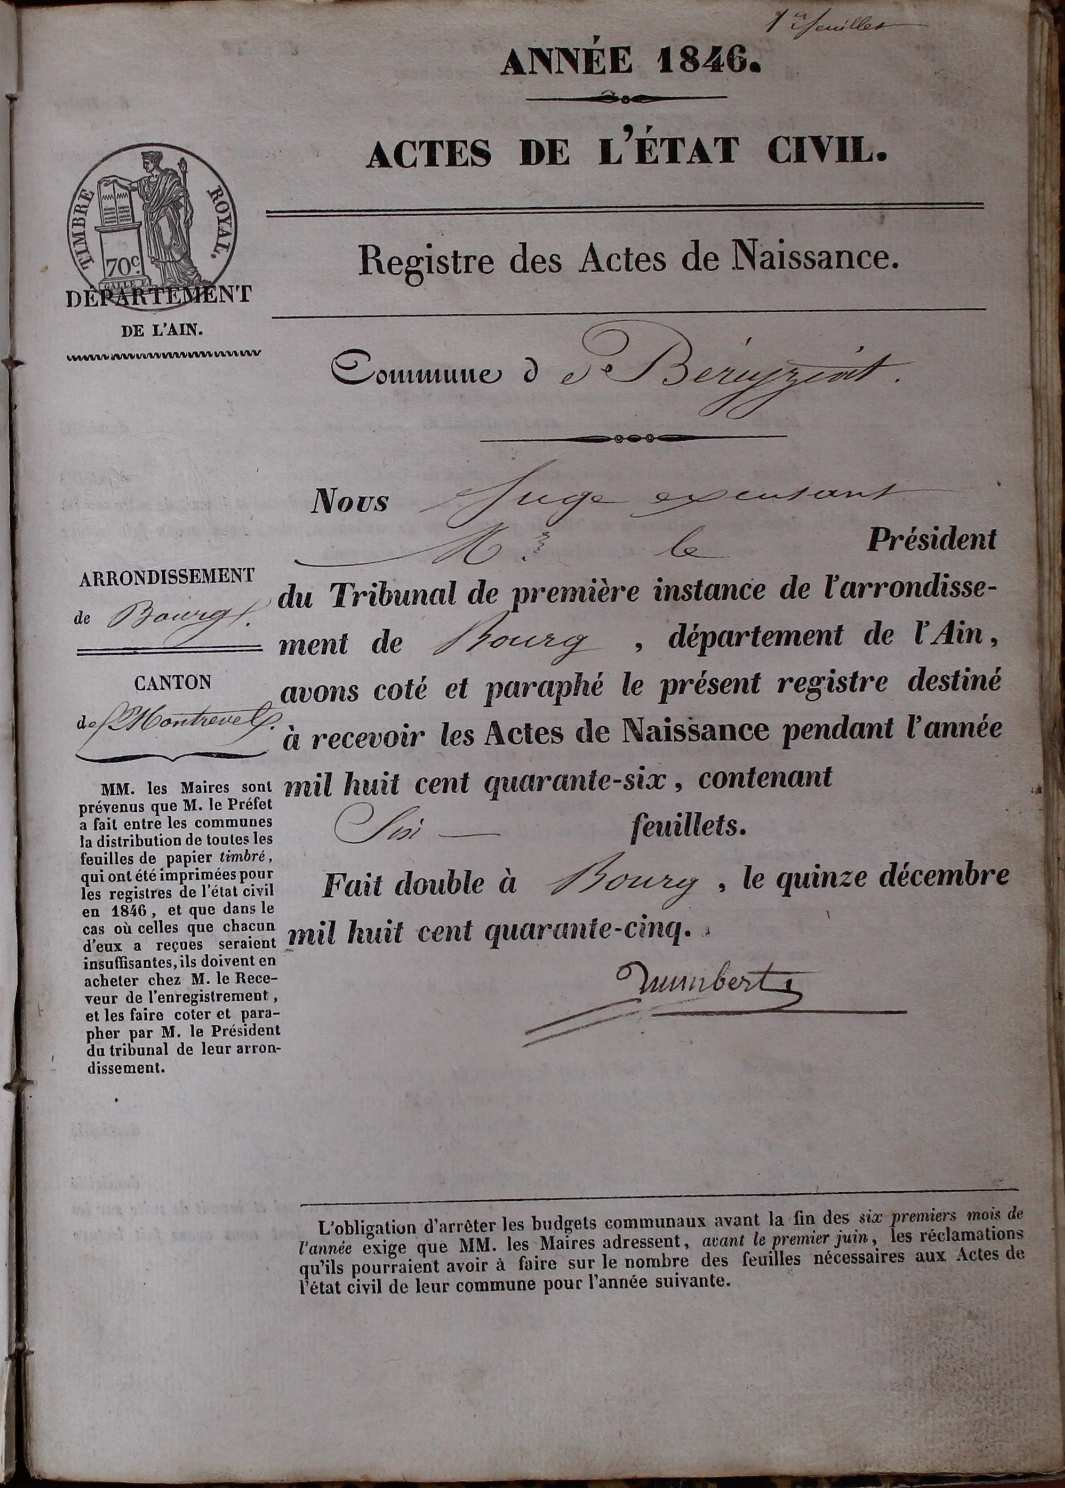 1er feuillet
ANNÉE 1846.
ACTES DE L'ÉTAT CIVIL.
TIMBRE ROYAL.
70c.
DÉPARTEMENT
DE L'AIN.
Registre des Actes de Naissance.
Commune d e Béreyziat.
Nous Juge excusant
Mr le Président
ARRONDISSEMENT
de Bourg.
CANTON
de Montrevel.
du Tribunal de première instance de l'arrondisse-
ment de Bourg, département de l'Ain,
avons coté et paraphé le présent registre destiné
à recevoir les Actes de Naissance pendant l'année
mil huit cent quarante-six, contenant
Six feuillets.
Fait double à Bourg, le quinze décembre
mil huit cent quarante-cinq.
MM. les Maires sont
prévenus que M. le Préfet
a fait entre les communes
la distribution de toutes les
feuilles de papier timbré,
qui ont été imprimées pour
les registres de l'état civil
en 1846, et que dans le
cas où celles que chacun
d'eux a reçues seraient
insuffisantes, ils doivent en
acheter chez M. le Rece-
veur de l'enregistrement,
et les faire coter et para-
pher par M. le Président
du tribunal de leur arron-
dissement.
L'obligation d'arrêter les budgets communaux avant la fin des six premiers mois de
l'année exige que MM. les Maires adressent, avant le premier juin, les réclamations
qu'ils pourraient avoir à faire sur le nombre des feuilles nécessaires aux Actes de
l'état civil de leur commune pour l'année suivante.